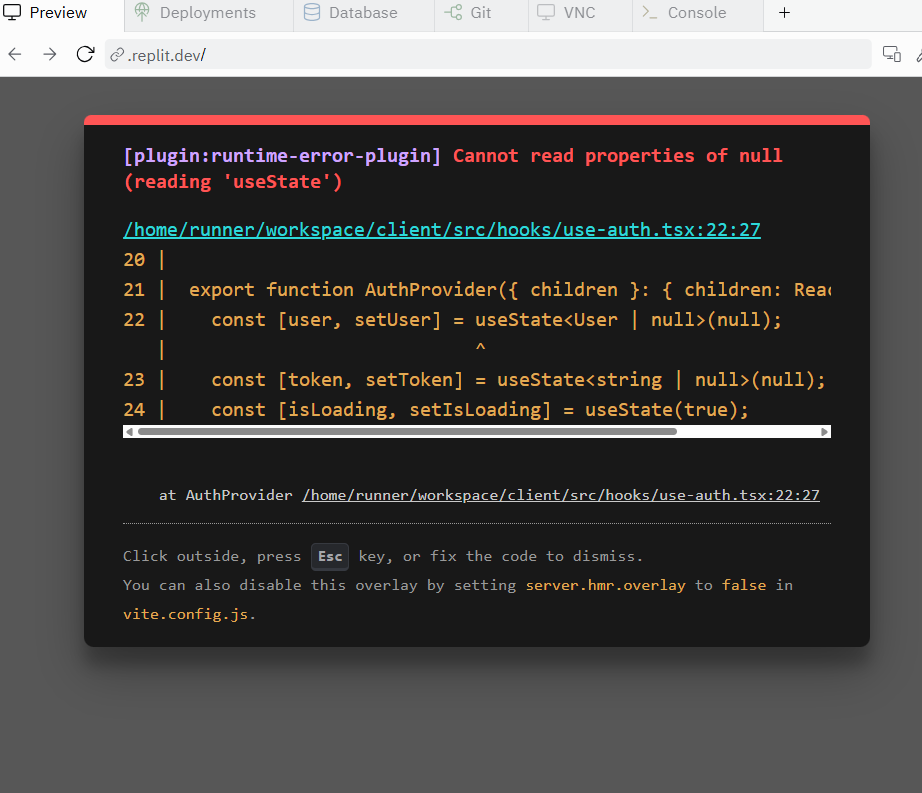 Preview Deployments Database Git VNC Console +
.replit.dev/
[plugin:runtime-error-plugin] Cannot read properties of null
(reading 'useState')
/home/runner/workspace/client/src/hooks/use-auth.tsx:22:27
20 |
21 |  export function AuthProvider({ children }: { children: Reac
22 |    const [user, setUser] = useState<User | null>(null);
|                            ^
23 |    const [token, setToken] = useState<string | null>(null);
24 |    const [isLoading, setIsLoading] = useState(true);
at AuthProvider /home/runner/workspace/client/src/hooks/use-auth.tsx:22:27
Click outside, press Esc key, or fix the code to dismiss.
You can also disable this overlay by setting server.hmr.overlay to false in
vite.config.js.